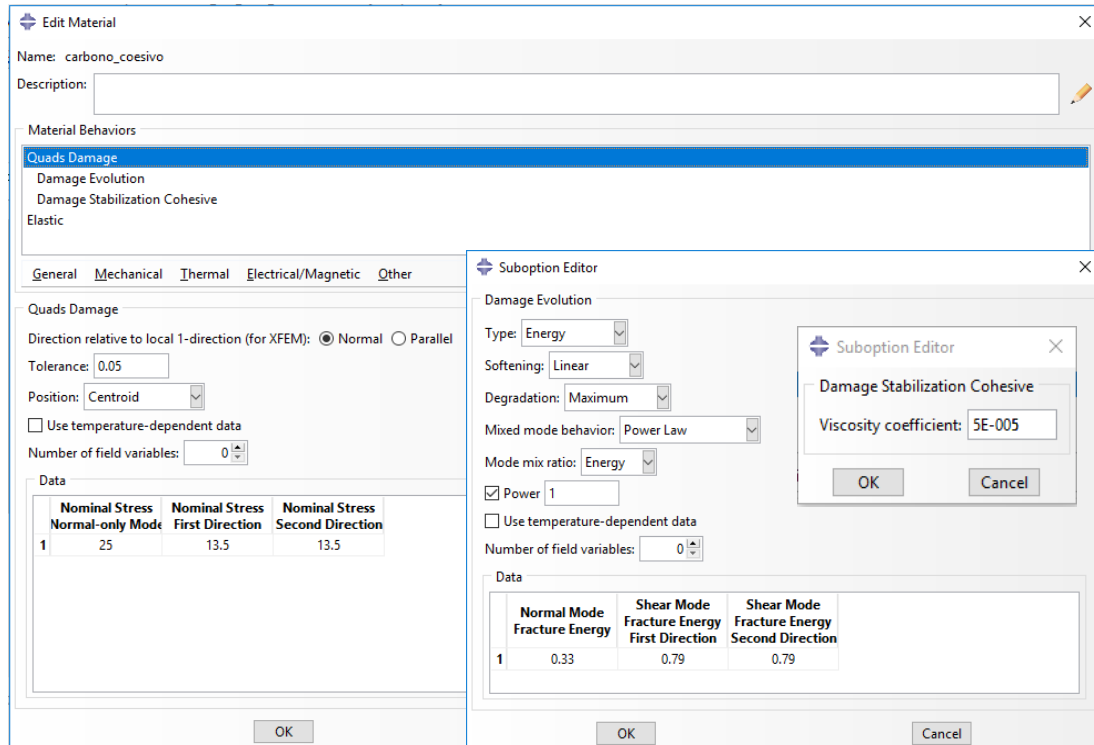 Edit Material
Name: carbono_coesivo
Description:
Material Behaviors
Quads Damage
Damage Evolution
Damage Stabilization Cohesive
Elastic
General Mechanical Thermal Electrical/Magnetic Other
Quads Damage
Direction relative to local 1-direction (for XFEM): Normal Parallel
Tolerance: 0.05
Position: Centroid
Use temperature-dependent data
Number of field variables: 0
Data
Nominal Stress Nominal Stress Nominal Stress
Normal-only Mode First Direction Second Direction
1 25 13.5 13.5
OK
Suboption Editor
Damage Evolution
Type: Energy
Softening: Linear
Degradation: Maximum
Mixed mode behavior: Power Law
Mode mix ratio: Energy
Power 1
Use temperature-dependent data
Number of field variables: 0
Data
Normal Mode
Fracture Energy
Shear Mode
Fracture Energy
First Direction
Shear Mode
Fracture Energy
Second Direction
1 0.33 0.79 0.79
OK Cancel
Suboption Editor
Damage Stabilization Cohesive
Viscosity coefficient: 5E-005
OK Cancel